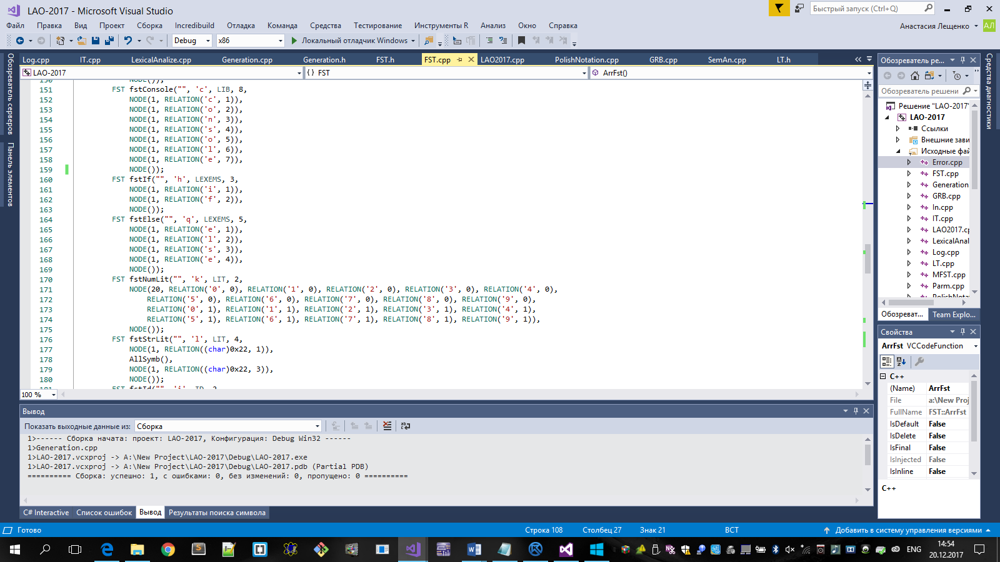 LAO-2017 - Microsoft Visual Studio
Быстрый запуск (Ctrl+Q)
Файл Правка Вид Проект Сборка Incredibuild Отладка Команда Средства Тестирование Инструменты R Анализ Окно Справка
Анастасия Лещенко АЛ
Debug x86 Локальный отладчик Windows
Обозреватель серверов
Панель элементов
Log.cpp IT.cpp LexicalAnalize.cpp Generation.cpp Generation.h FST.h FST.cpp LAO2017.cpp PolishNotation.cpp GRB.cpp SemAn.cpp LT.h
LAO-2017 {} FST ArrFst()
150 NODE());
151 FST fstConsole("", 'c', LIB, 8,
152 NODE(1, RELATION('c', 1)),
153 NODE(1, RELATION('o', 2)),
154 NODE(1, RELATION('n', 3)),
155 NODE(1, RELATION('s', 4)),
156 NODE(1, RELATION('o', 5)),
157 NODE(1, RELATION('l', 6)),
158 NODE(1, RELATION('e', 7)),
159 NODE());
160 FST fstIf("", 'h', LEXEMS, 3,
161 NODE(1, RELATION('i', 1)),
162 NODE(1, RELATION('f', 2)),
163 NODE());
164 FST fstElse("", 'q', LEXEMS, 5,
165 NODE(1, RELATION('e', 1)),
166 NODE(1, RELATION('l', 2)),
167 NODE(1, RELATION('s', 3)),
168 NODE(1, RELATION('e', 4)),
169 NODE());
170 FST fstNumLit("", 'k', LIT, 2,
171 NODE(20, RELATION('0', 0), RELATION('1', 0), RELATION('2', 0), RELATION('3', 0), RELATION('4', 0),
172 RELATION('5', 0), RELATION('6', 0), RELATION('7', 0), RELATION('8', 0), RELATION('9', 0),
173 RELATION('0', 1), RELATION('1', 1), RELATION('2', 1), RELATION('3', 1), RELATION('4', 1),
174 RELATION('5', 1), RELATION('6', 1), RELATION('7', 1), RELATION('8', 1), RELATION('9', 1)),
175 NODE());
176 FST fstStrLit("", 'l', LIT, 4,
177 NODE(1, RELATION((char)0x22, 1)),
178 AllSymb(),
179 NODE(1, RELATION((char)0x22, 3)),
180 NODE());
181 FST fstId("", 'i', ID, 2,
100 %
Вывод
Показать выходные данные из: Сборка
1>------ Сборка начата: проект: LAO-2017, Конфигурация: Debug Win32 ------
1>Generation.cpp
1>LAO-2017.vcxproj -> A:\New Project\LAO-2017\Debug\LAO-2017.exe
1>LAO-2017.vcxproj -> A:\New Project\LAO-2017\Debug\LAO-2017.pdb (Partial PDB)
========== Сборка: успешно: 1, с ошибками: 0, без изменений: 0, пропущено: 0 ==========
C# Interactive Список ошибок Вывод Результаты поиска символа
Обозреватель ре...
Обозреватель решени
Решение "LAO-2017"
LAO-2017
Ссылки
Внешние зави
Исходные фай
Error.cpp
FST.cpp
Generation
GRB.cpp
In.cpp
IT.cpp
LAO2017.cp
LexicalAnal
Log.cpp
LT.cpp
MFST.cpp
Parm.cpp
PolishNota
Обозреват... Team Explo...
Свойства
ArrFst VCCodeFunction
C++
(Name) ArrFst
File a:\New Proj
FullName FST::ArrFst
IsDefault False
IsDelete False
IsFinal False
IsInjected False
IsInline False
C++
Средства диагностики
Готово Строка 108 Столбец 27 Знак 21 ВСТ Добавить в систему управления версиями
ENG 14:54
20.12.2017